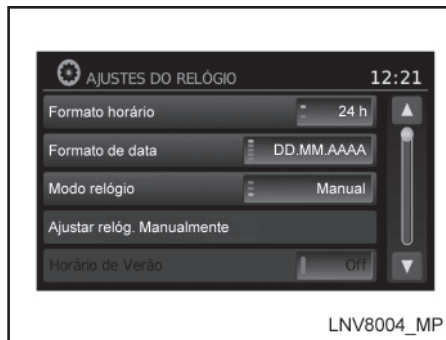 AJUSTES DO RELÓGIO 12:21
Formato horário 24 h
Formato de data DD.MM.AAAA
Modo relógio Manual
Ajustar relóg. Manualmente
Horário de Verão Off
LNV8004_MP